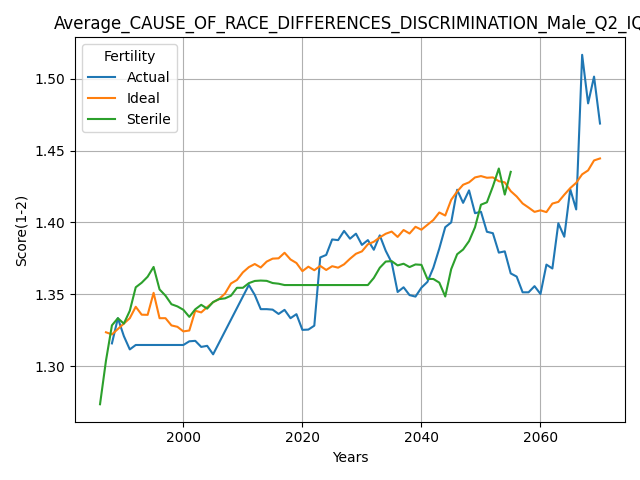 Average_CAUSE_OF_RACE_DIFFERENCES_DISCRIMINATION_Male_Q2_IQ
Fertility
Actual
Ideal
Sterile
Score(1-2)
1.50
1.45
1.40
1.35
1.30
2000 2020 2040 2060
Years